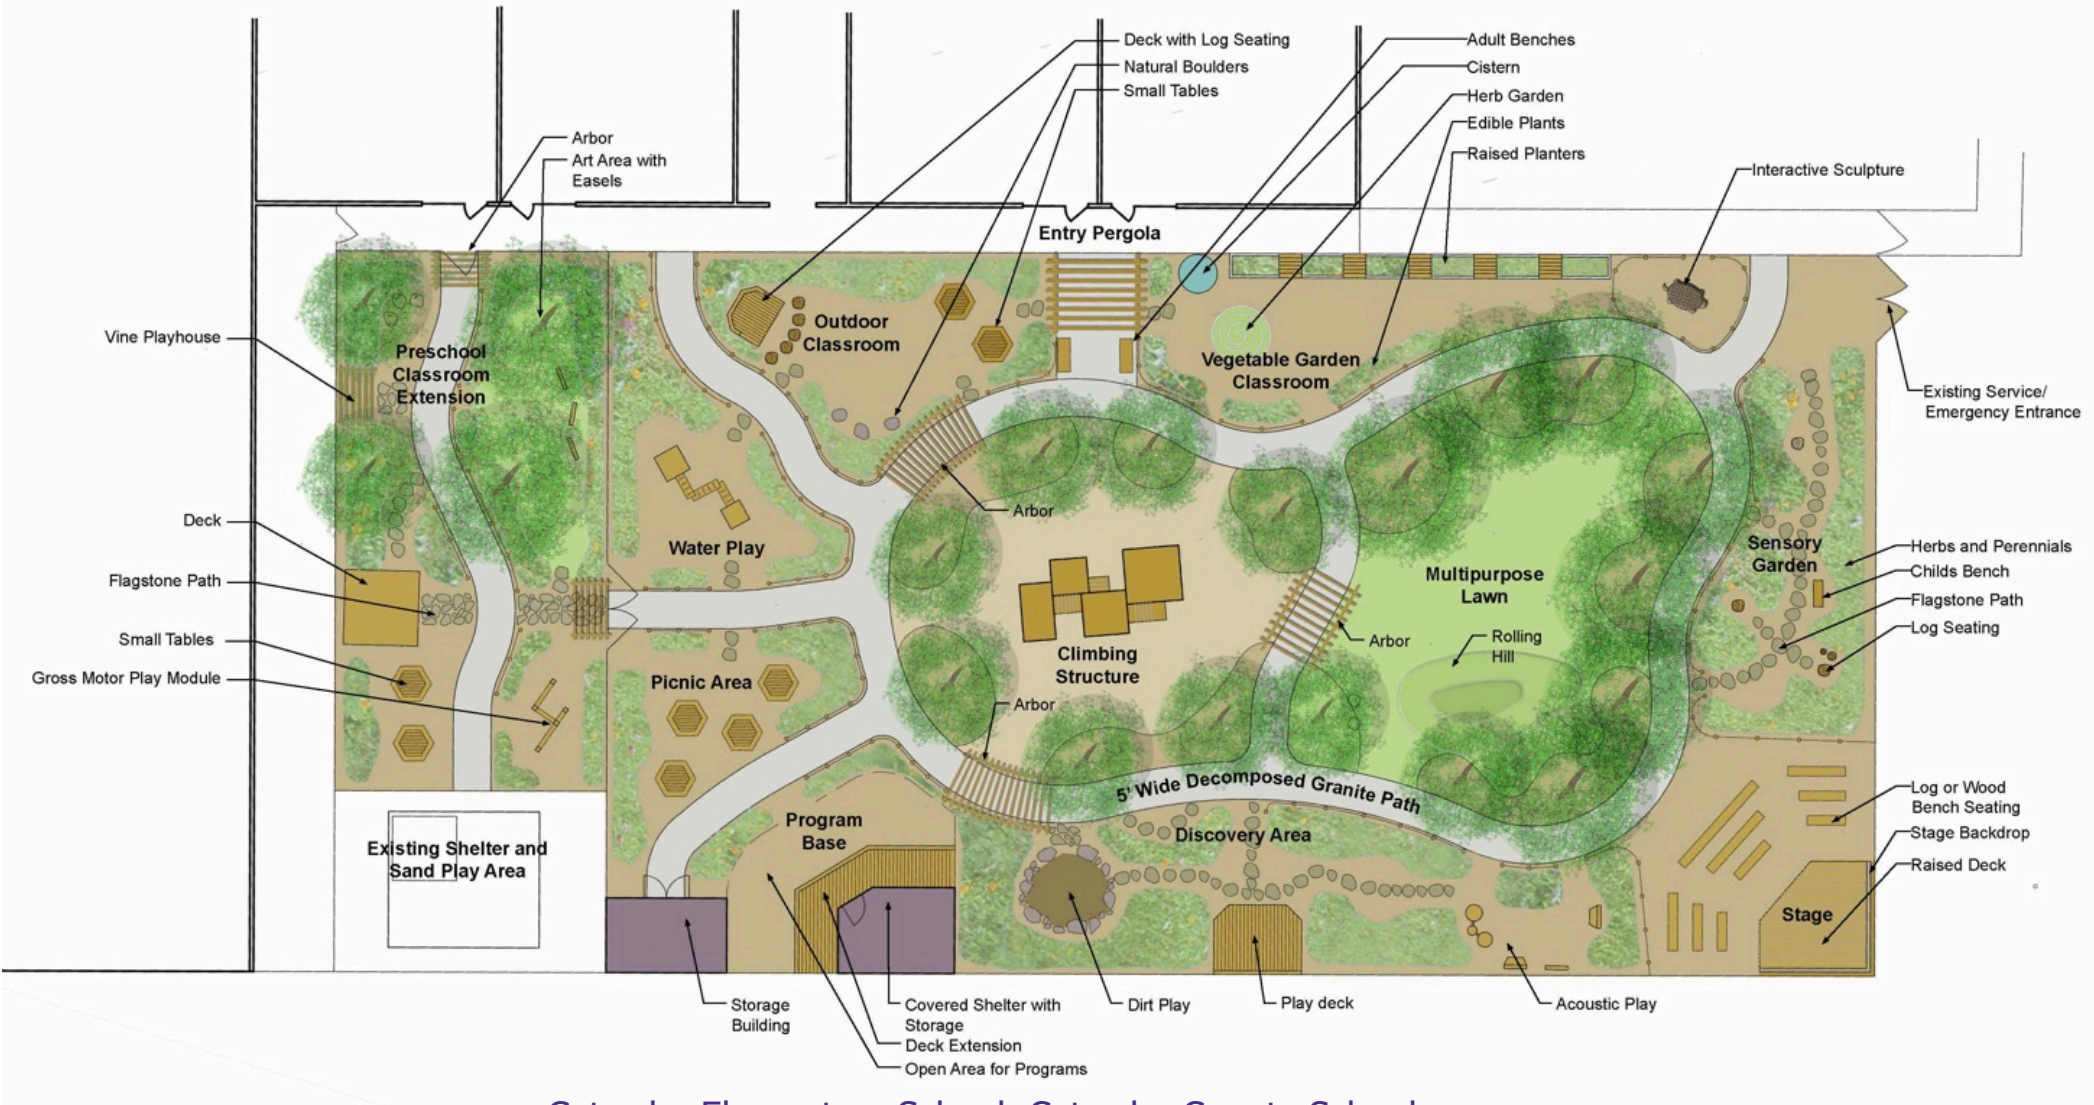 Deck with Log Seating
Natural Boulders
Small Tables
Adult Benches
Cistern
Herb Garden
Edible Plants
Raised Planters
Arbor
Art Area with
Easels
Interactive Sculpture
Entry Pergola
Vine Playhouse
Preschool
Classroom
Extension
Outdoor
Classroom
Vegetable Garden
Classroom
Existing Service/
Emergency Entrance
Deck
Flagstone Path
Small Tables
Gross Motor Play Module
Water Play
Arbor
Climbing
Structure
Multipurpose
Lawn
Rolling
Hill
Arbor
Sensory
Garden
Herbs and Perennials
Childs Bench
Flagstone Path
Log Seating
Picnic Area
Arbor
5' Wide Decomposed Granite Path
Program
Base
Discovery Area
Log or Wood
Bench Seating
Stage Backdrop
Raised Deck
Existing Shelter and
Sand Play Area
Stage
Storage
Building
Covered Shelter with
Storage
Deck Extension
Open Area for Programs
Dirt Play
Play deck
Acoustic Play